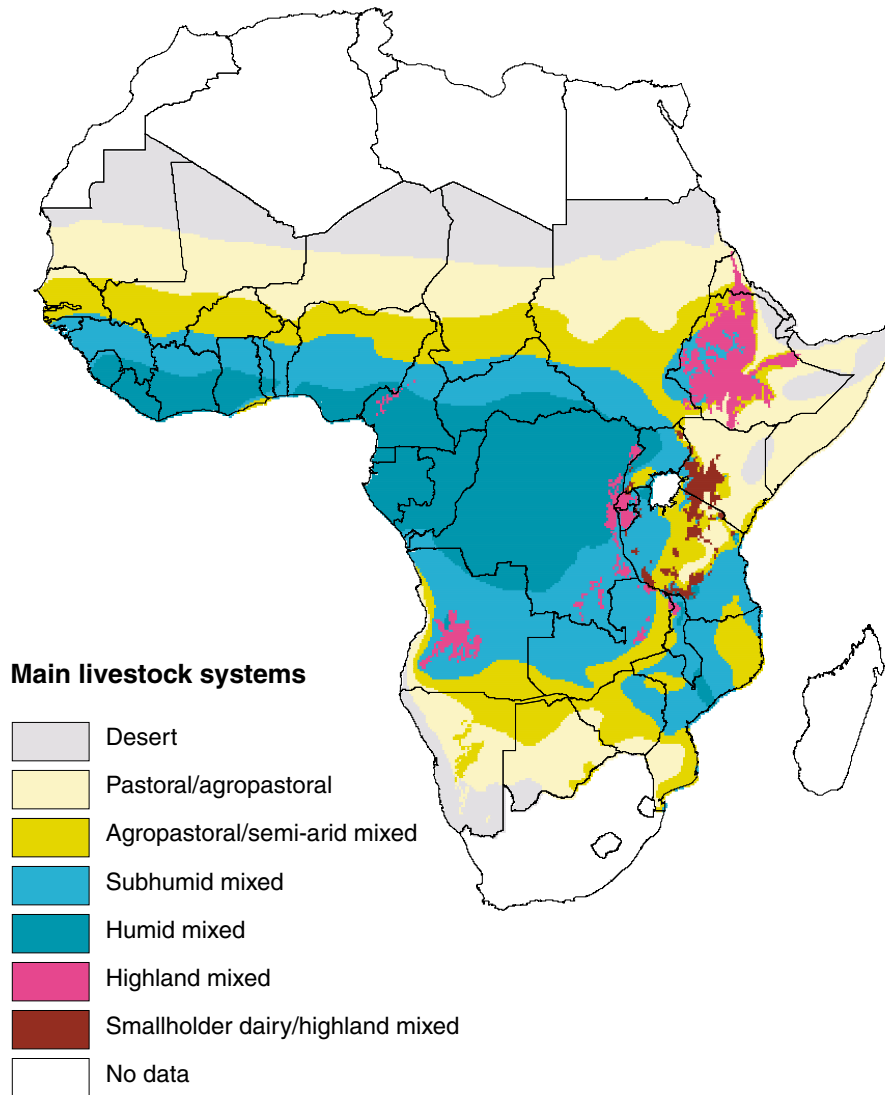 Main livestock systems
Desert
Pastoral/agropastoral
Agropastoral/semi-arid mixed
Subhumid mixed
Humid mixed
Highland mixed
Smallholder dairy/highland mixed
No data